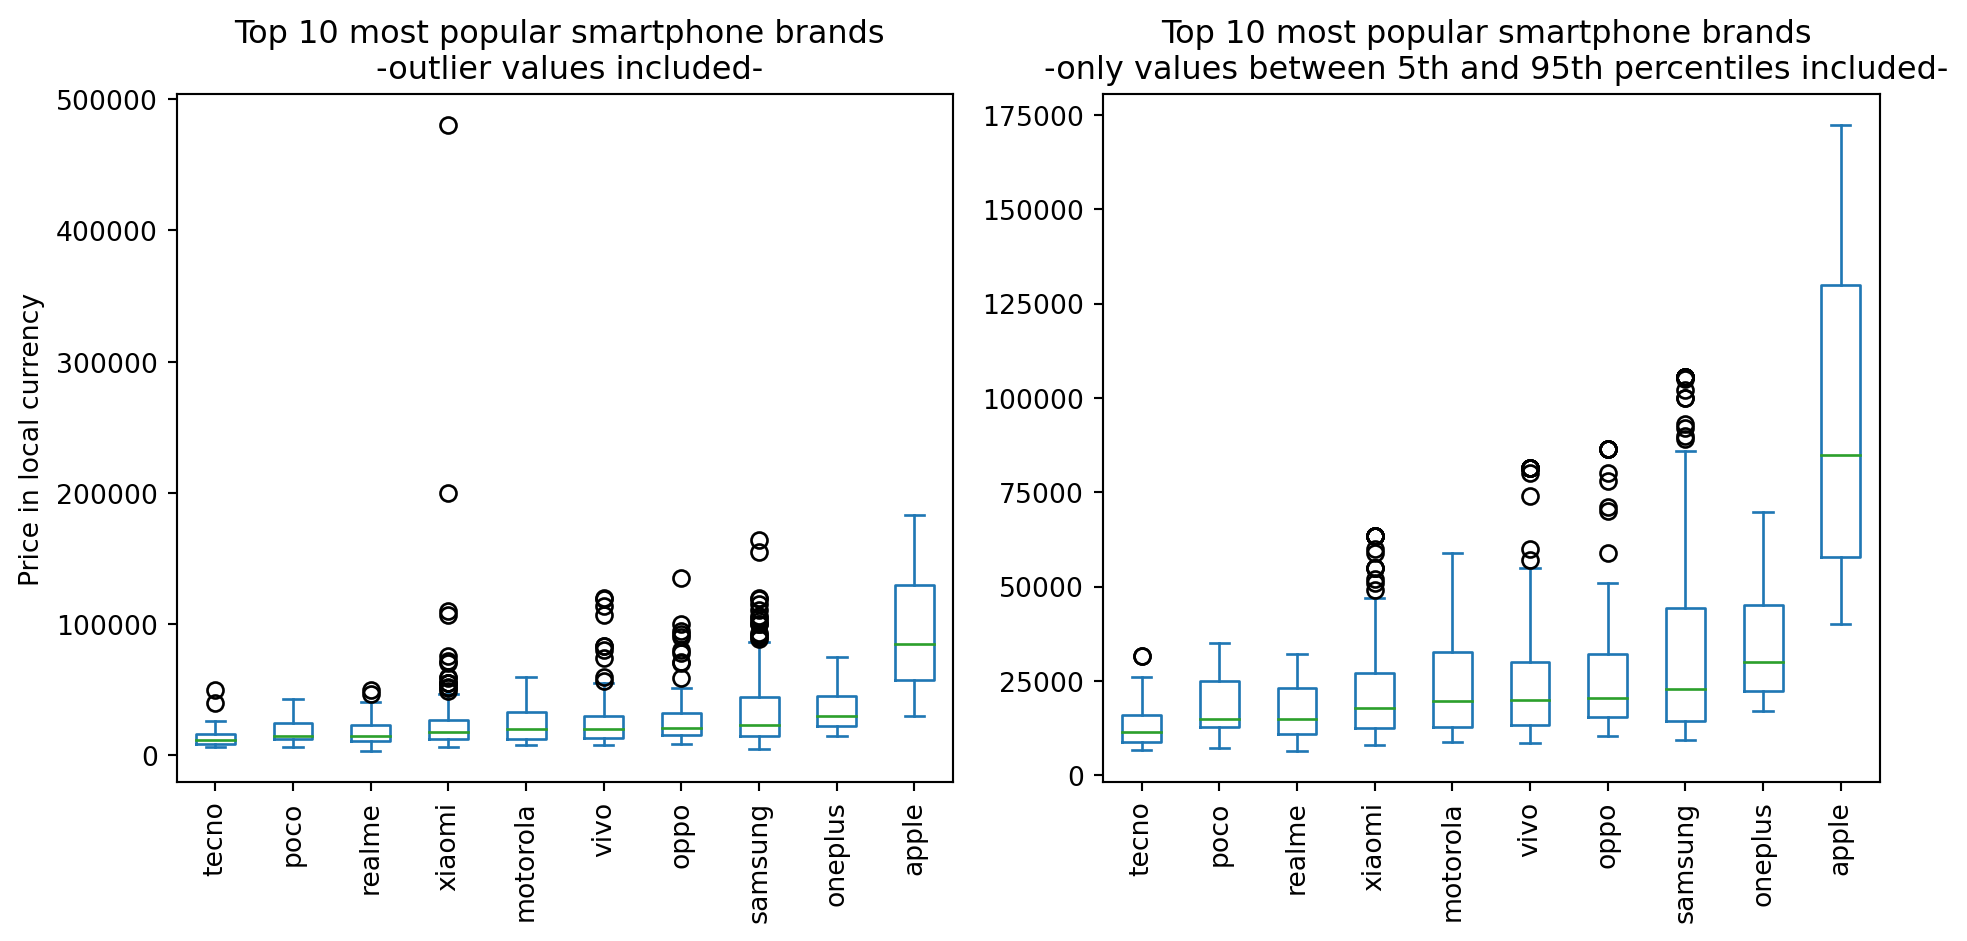 Top 10 most popular smartphone brands
-outlier values included-
Price in local currency
500000
400000
300000
200000
100000
0
tecno
poco
realme
xiaomi
motorola
vivo
oppo
samsung
oneplus
apple
Top 10 most popular smartphone brands
-only values between 5th and 95th percentiles included-
175000
150000
125000
100000
75000
50000
25000
0
tecno
poco
realme
xiaomi
motorola
vivo
oppo
samsung
oneplus
apple